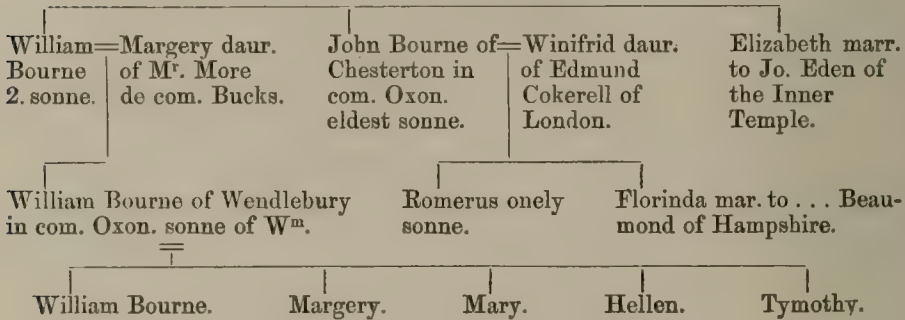 William=Margery daur.
Bourne of Mʳ. More
2. sonne. de com. Bucks.
John Bourne of=Winifrid daur.
Chesterton in of Edmund
com. Oxon. Cokerell of
eldest sonne. London.
Elizabeth marr.
to Jo. Eden of
the Inner
Temple.
William Bourne of Wendlebury
in com. Oxon. sonne of Wᵐ.
Romerus onely
sonne.
Florinda mar. to . . . Beau-
mond of Hampshire.
=
William Bourne. Margery. Mary. Hellen. Tymothy.